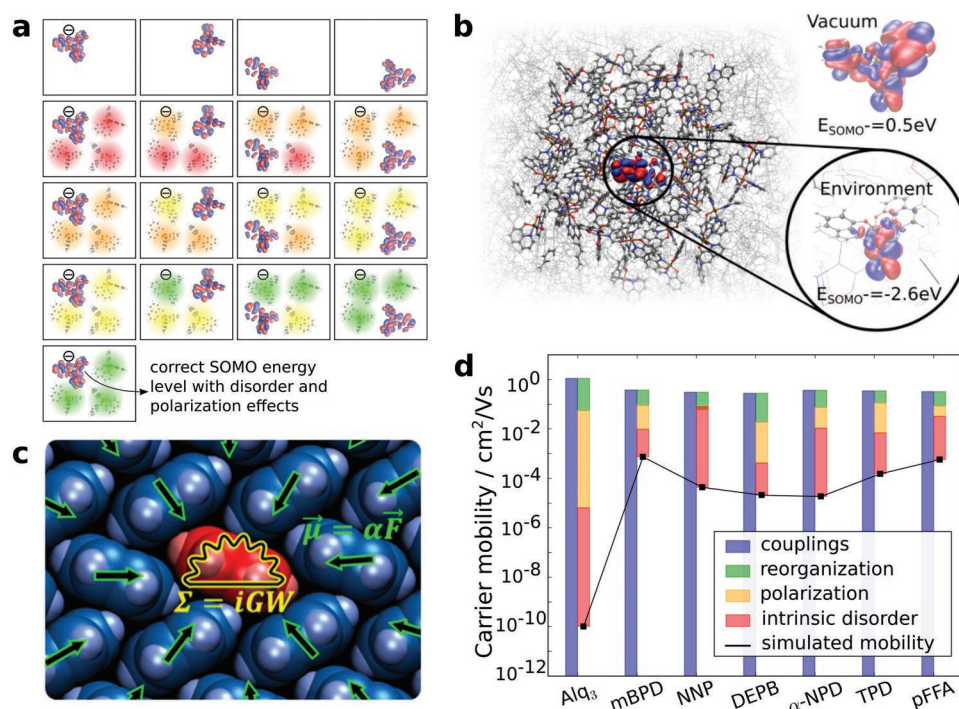 a
⊖
⊖ ⊖ ⊖ ⊖
⊖ ⊖ ⊖ ⊖
⊖ ⊖ ⊖ ⊖
⊖
correct SOMO energy
level with disorder and
polarization effects
b
Vacuum
E_SOMO-=0.5eV
Environment
E_SOMO-=-2.6eV
c
μ⃗ = αF⃗
Σ = iGW
d
Carrier mobility / cm²/Vs
10⁰
10⁻²
10⁻⁴
10⁻⁶
10⁻⁸
10⁻¹⁰
10⁻¹²
couplings
reorganization
polarization
intrinsic disorder
simulated mobility
Alq₃ mBPD NNP DEPB α-NPD TPD pFFA